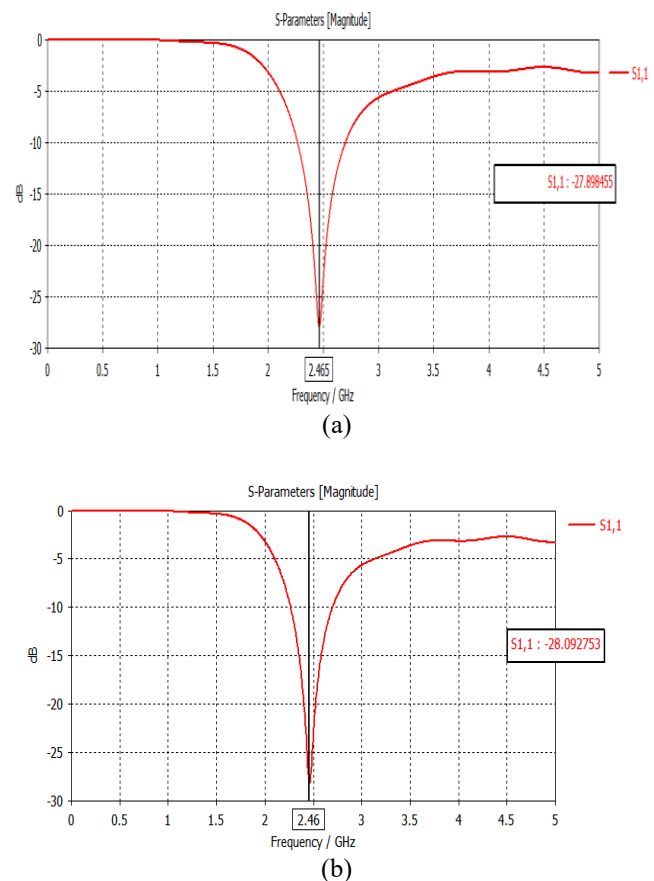 S-Parameters [Magnitude]
0
-5
-10
-15
-20
-25
-30
dB
S1,1
S1,1 : -27.898455
0 0.5 1 1.5 2 2.465 3 3.5 4 4.5 5
Frequency / GHz
(a)
S-Parameters [Magnitude]
0
-5
-10
-15
-20
-25
-30
dB
S1,1
S1,1 : -28.092753
0 0.5 1 1.5 2 2.46 3 3.5 4 4.5 5
Frequency / GHz
(b)